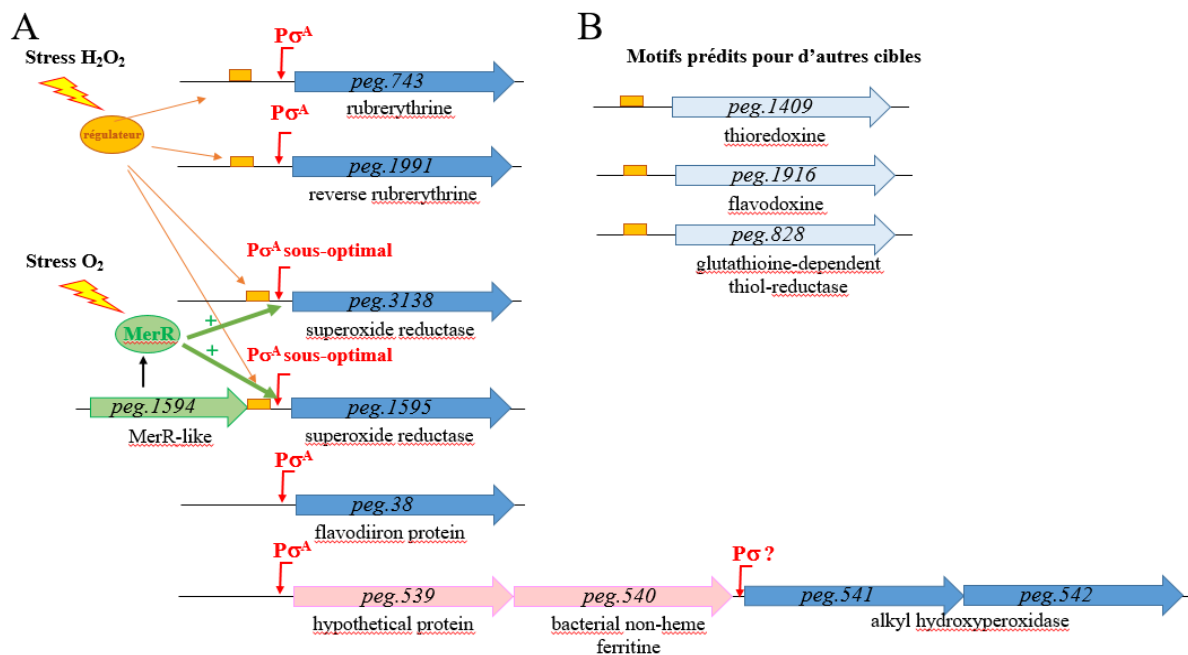 A
Stress H₂O₂
régulateur
Pσᴬ
peg.743
rubrerythrine
Pσᴬ
peg.1991
reverse rubrerythrine
Stress O₂
MerR
+
+
Pσᴬ sous-optimal
peg.3138
superoxide reductase
Pσᴬ sous-optimal
peg.1594
MerR-like
peg.1595
superoxide reductase
Pσᴬ
peg.38
flavodiiron protein
Pσᴬ
peg.539
hypothetical protein
peg.540
bacterial non-heme
ferritine
Pσ ?
peg.541
peg.542
alkyl hydroxyperoxidase
B
Motifs prédits pour d'autres cibles
peg.1409
thioredoxine
peg.1916
flavodoxine
peg.828
glutathioine-dependent
thiol-reductase